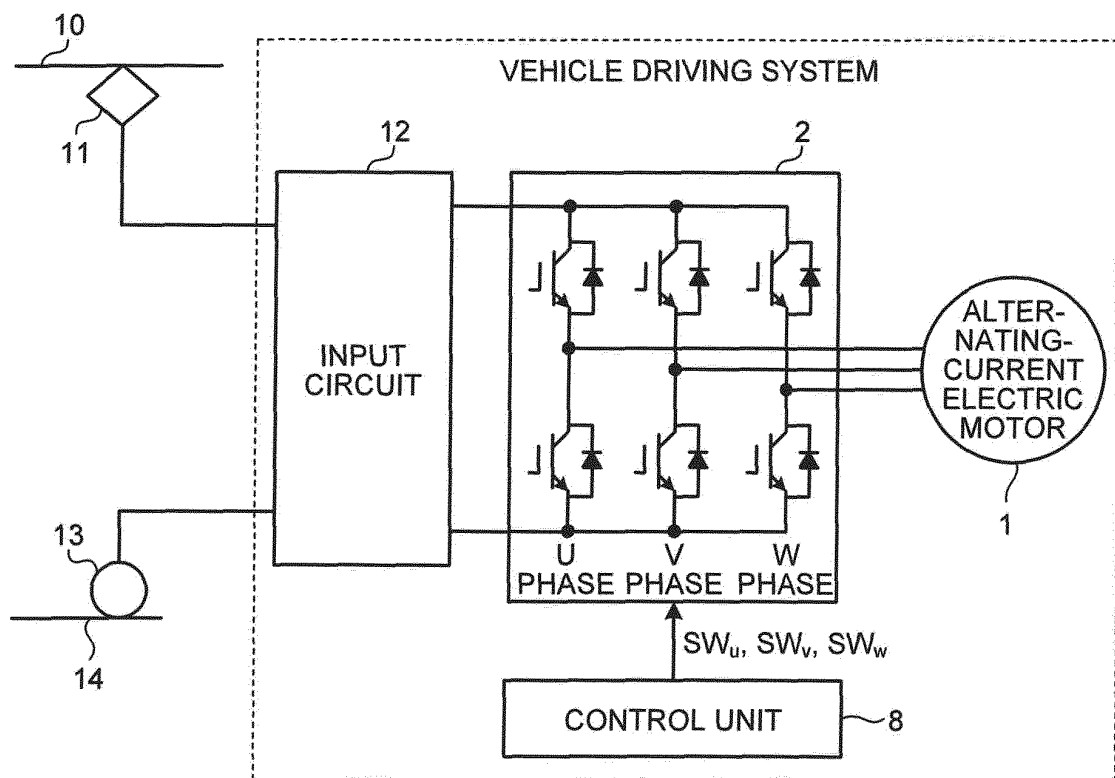 10
VEHICLE DRIVING SYSTEM
11
12
2
INPUT
CIRCUIT
ALTER-
NATING-
CURRENT
ELECTRIC
MOTOR
1
13
14
U
PHASE
V
PHASE
W
PHASE
SWu, SWv, SWw
CONTROL UNIT
8